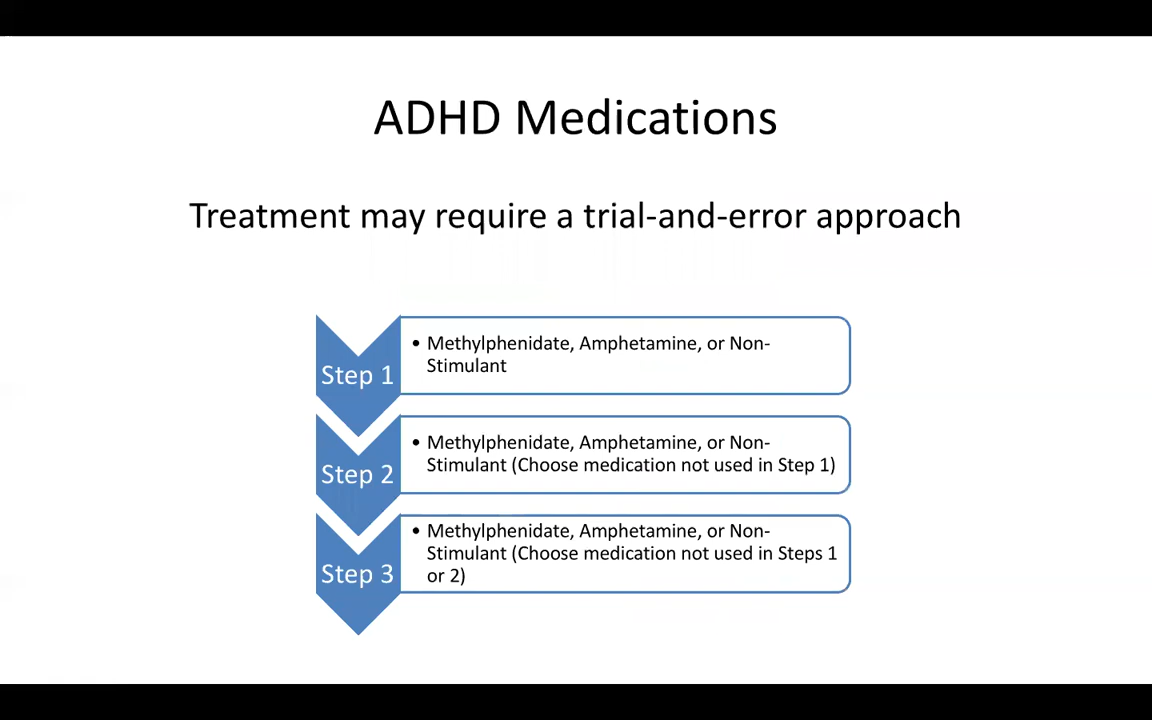 ADHD Medications
Treatment may require a trial-and-error approach
Step 1
• Methylphenidate, Amphetamine, or Non-
Stimulant
Step 2
• Methylphenidate, Amphetamine, or Non-
Stimulant (Choose medication not used in Step 1)
Step 3
• Methylphenidate, Amphetamine, or Non-
Stimulant (Choose medication not used in Steps 1
or 2)